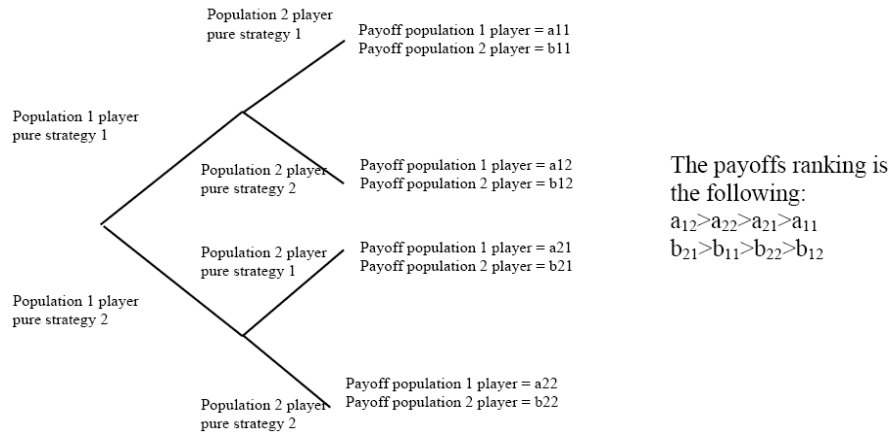 Population 2 player
pure strategy 1
Payoff population 1 player = a11
Payoff population 2 player = b11
Population 1 player
pure strategy 1
Population 2 player
pure strategy 2
Payoff population 1 player = a12
Payoff population 2 player = b12
The payoffs ranking is
the following:
a₁₂>a₂₂>a₂₁>a₁₁
b₂₁>b₁₁>b₂₂>b₁₂
Population 2 player
pure strategy 1
Payoff population 1 player = a21
Payoff population 2 player = b21
Population 1 player
pure strategy 2
Population 2 player
pure strategy 2
Payoff population 1 player = a22
Payoff population 2 player = b22